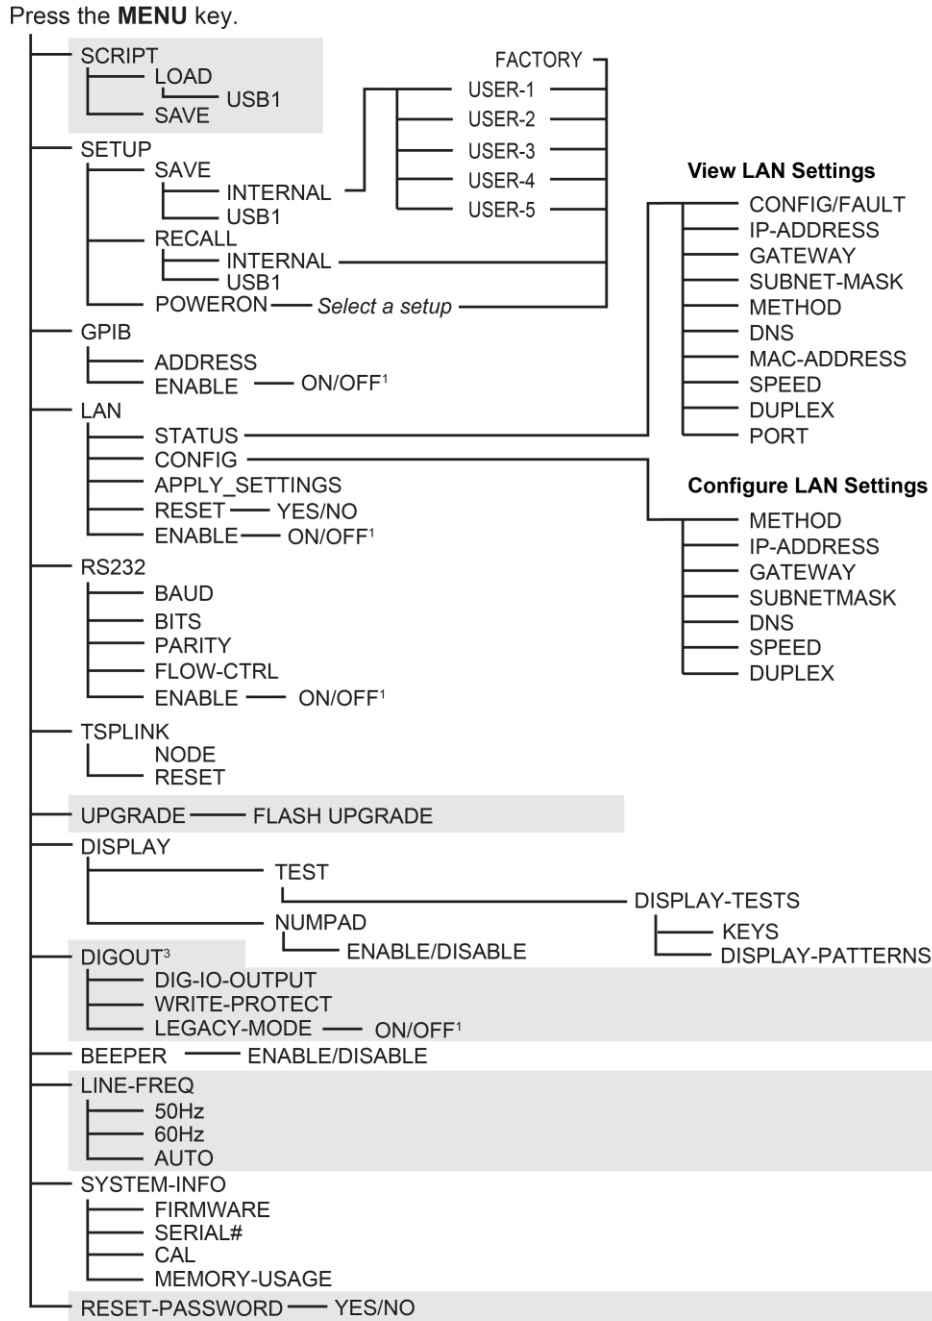 Press the MENU key.
SCRIPT
LOAD
USB1
SAVE
SETUP
SAVE
INTERNAL
USB1
RECALL
INTERNAL
USB1
POWERON
Select a setup
FACTORY
USER-1
USER-2
USER-3
USER-4
USER-5
GPIB
ADDRESS
ENABLE
ON/OFF¹
LAN
STATUS
CONFIG
APPLY_SETTINGS
RESET
YES/NO
ENABLE
ON/OFF¹
View LAN Settings
CONFIG/FAULT
IP-ADDRESS
GATEWAY
SUBNET-MASK
METHOD
DNS
MAC-ADDRESS
SPEED
DUPLEX
PORT
Configure LAN Settings
METHOD
IP-ADDRESS
GATEWAY
SUBNETMASK
DNS
SPEED
DUPLEX
RS232
BAUD
BITS
PARITY
FLOW-CTRL
ENABLE
ON/OFF¹
TSPLINK
NODE
RESET
UPGRADE
FLASH UPGRADE
DISPLAY
TEST
DISPLAY-TESTS
KEYS
DISPLAY-PATTERNS
NUMPAD
ENABLE/DISABLE
DIGOUT³
DIG-IO-OUTPUT
WRITE-PROTECT
LEGACY-MODE
ON/OFF¹
BEEPER
ENABLE/DISABLE
LINE-FREQ
50Hz
60Hz
AUTO
SYSTEM-INFO
FIRMWARE
SERIAL#
CAL
MEMORY-USAGE
RESET-PASSWORD
YES/NO